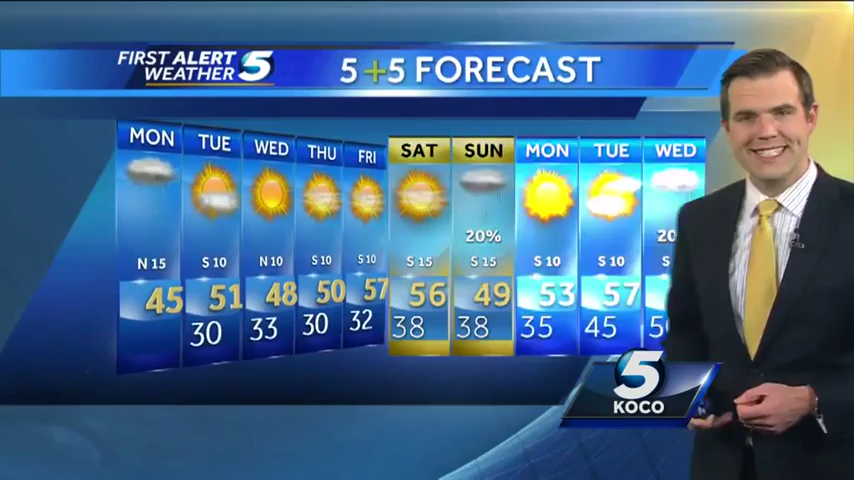 FIRST ALERT
WEATHER 5
5+5 FORECAST
MON TUE WED THU FRI SAT SUN MON TUE WED
20%
N 15 S 10 N 10 S 10 S 10 S 15 S 15 S 10 S 10
45 51 48 50 57 56 49 53 57
30 33 30 32 38 38 35 45
5
KOCO